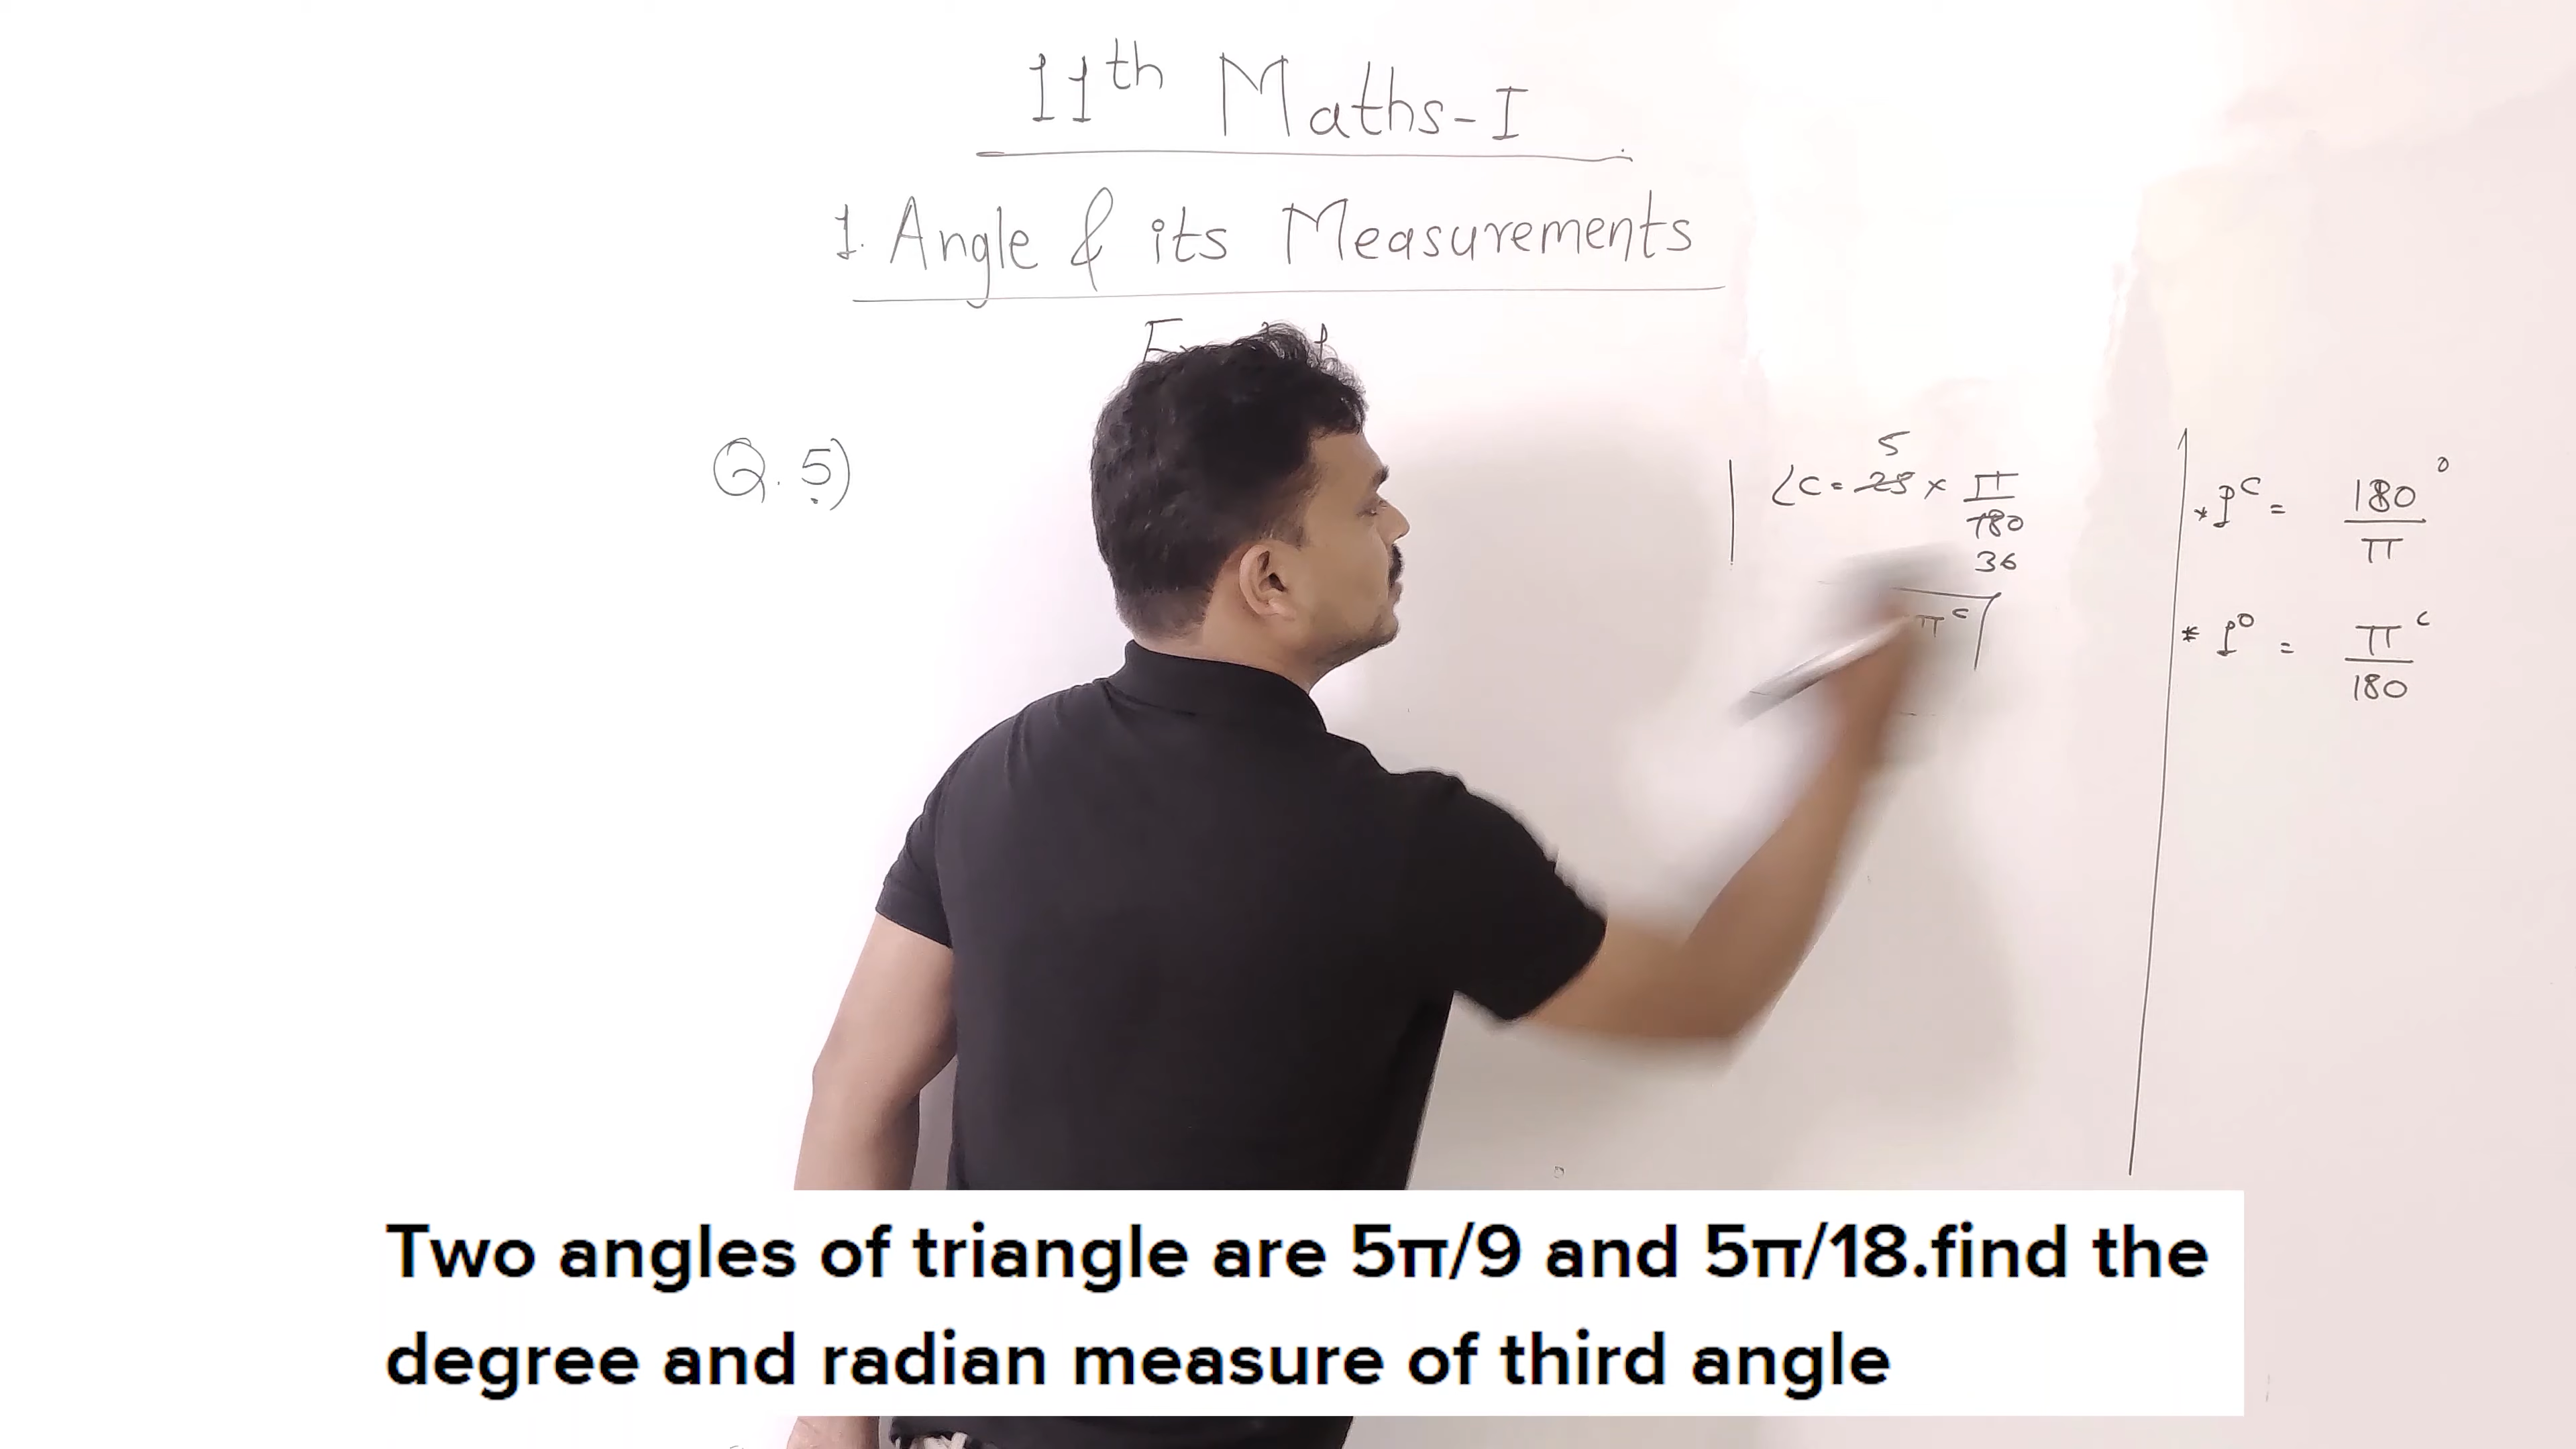 11th Maths-I
1. Angle & its Measurements
Q. 5)
5
∠C = 25 × π/180
36
π^c
* 1^c = 180°/π
* 1° = π^c/180
Two angles of triangle are 5π/9 and 5π/18.find the
degree and radian measure of third angle